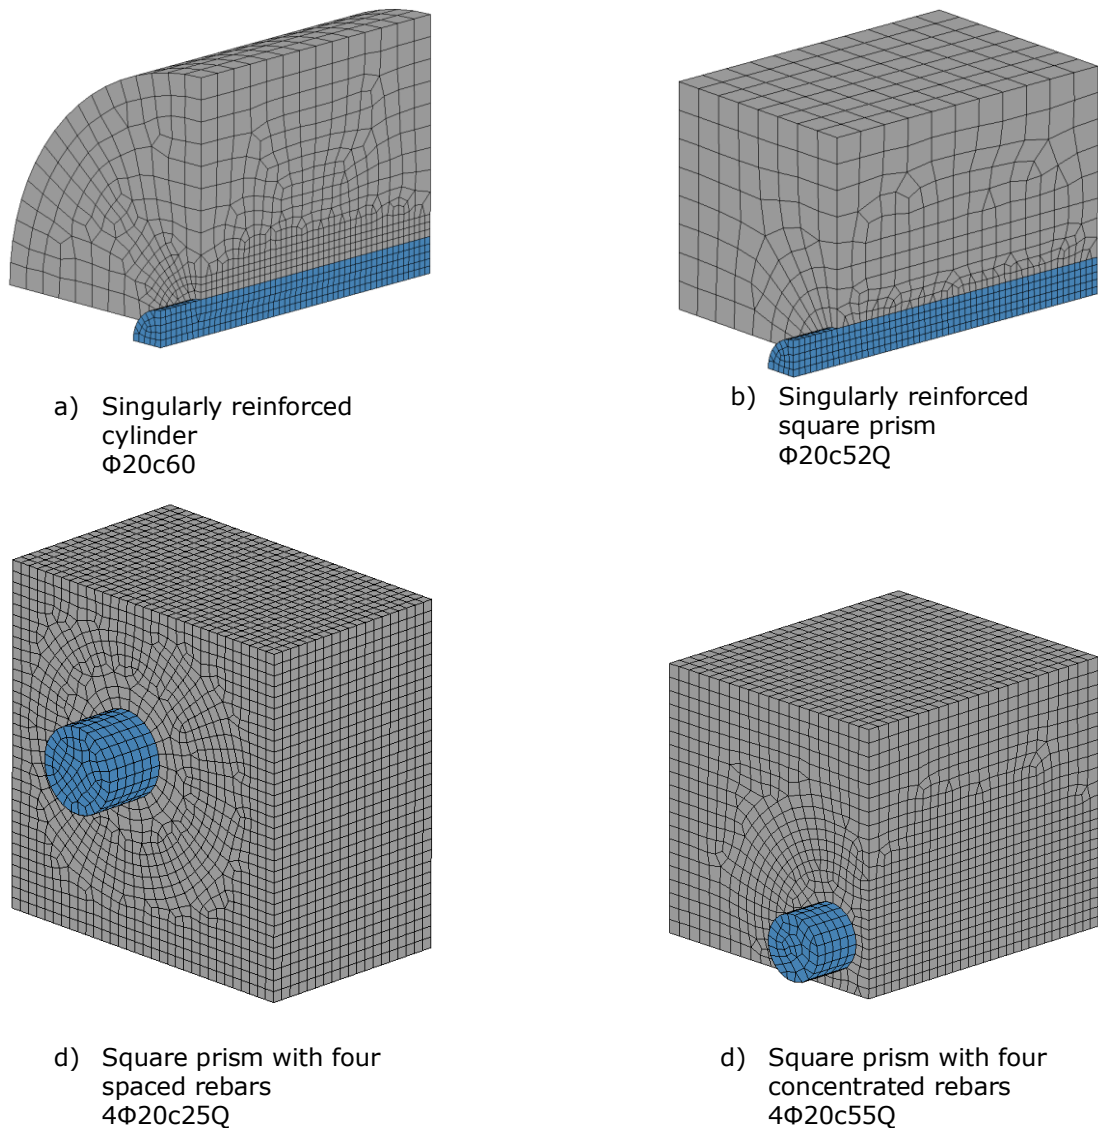 a) Singularly reinforced
cylinder
Φ20c60
b) Singularly reinforced
square prism
Φ20c52Q
d) Square prism with four
spaced rebars
4Φ20c25Q
d) Square prism with four
concentrated rebars
4Φ20c55Q